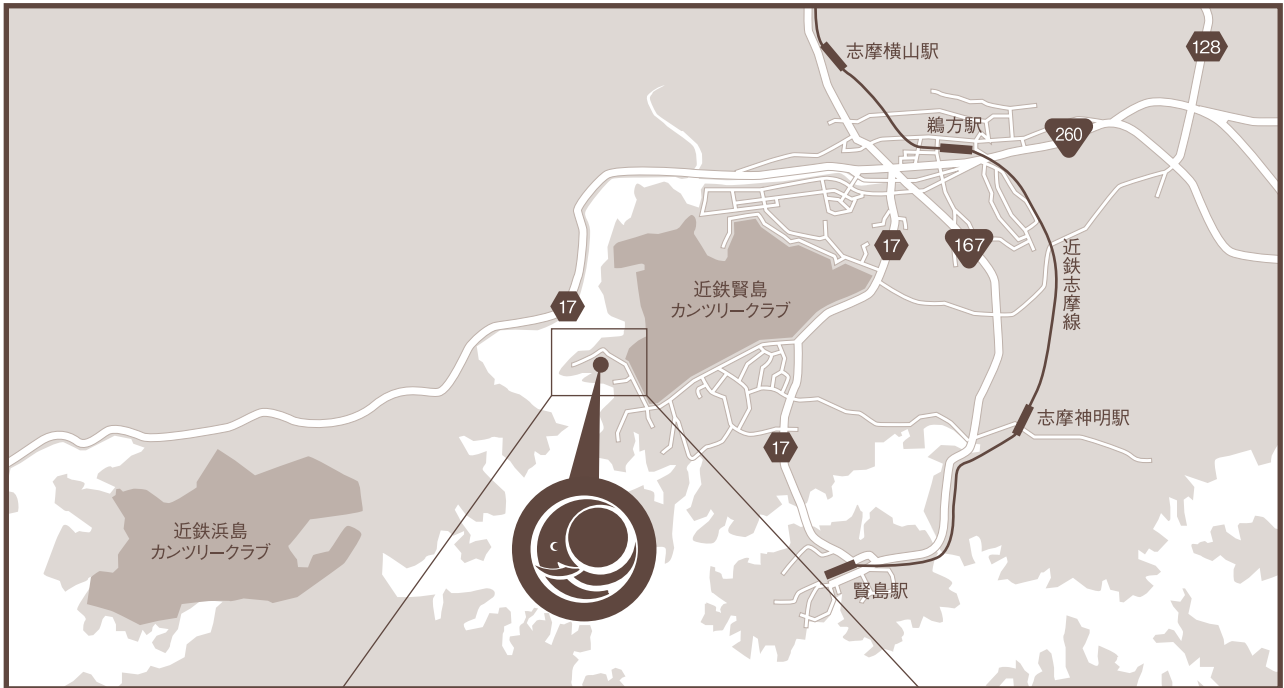 志摩横山駅
128
鵜方駅
260
17
167
近鉄志摩線
近鉄賢島
カンツリークラブ
17
志摩神明駅
17
近鉄浜島
カンツリークラブ
賢島駅